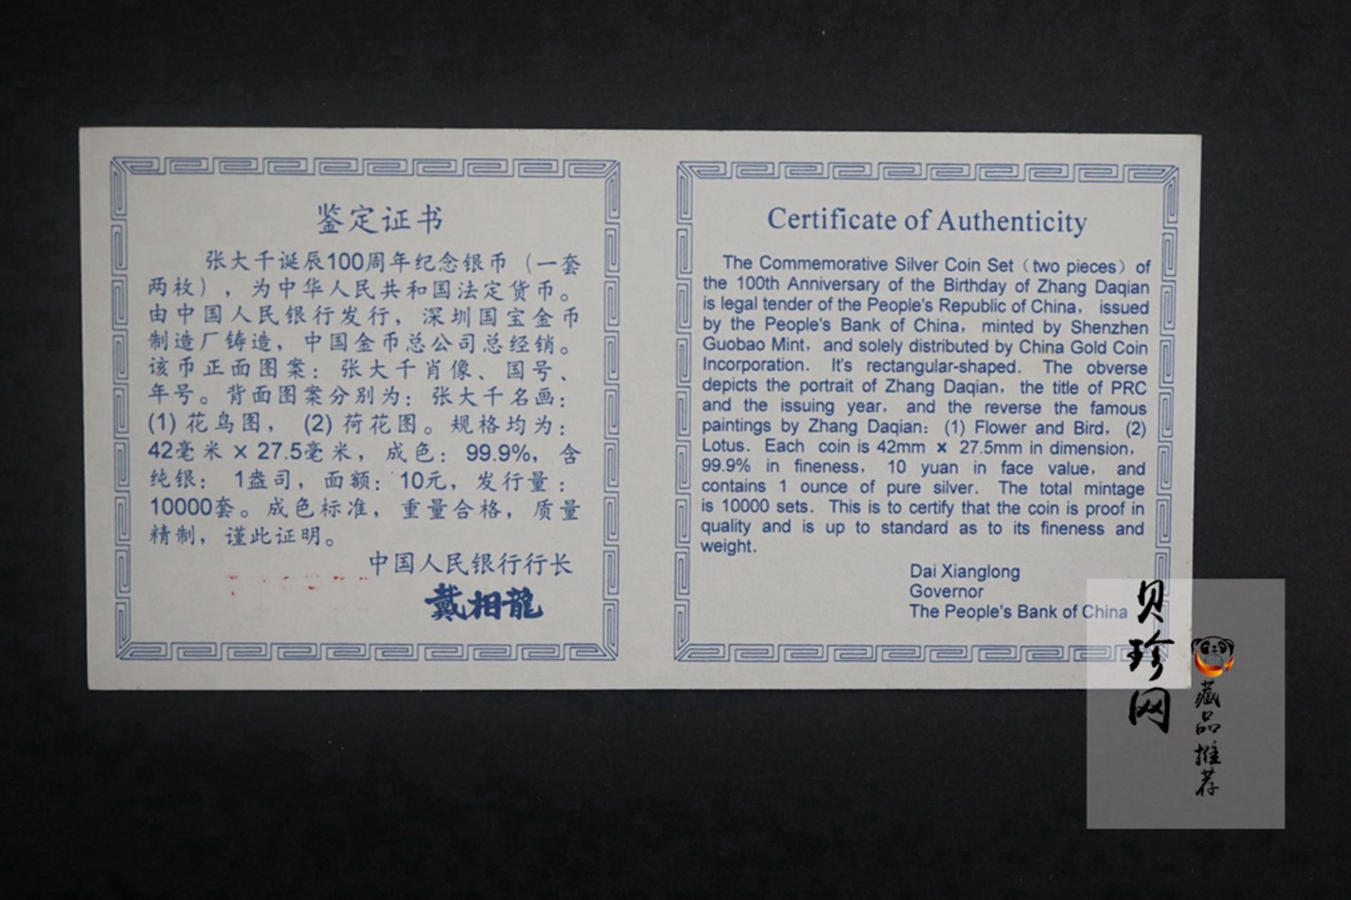 鉴定证书
张大千诞辰100周年纪念银币（一套
两枚），为中华人民共和国法定货币。
由中国人民银行发行，深圳国宝金币
制造厂铸造，中国金币总公司总经销。
该币正面图案：张大千肖像、国号、
年号。背面图案分别为：张大千名画：
(1) 花鸟图，(2) 荷花图。规格均为：
42毫米 × 27.5毫米，成色：99.9%，含
纯银：1盎司，面额：10元，发行量：
10000套。成色标准，重量合格，质量
精制，谨此证明。
中国人民银行行长
戴相龍
Certificate of Authenticity
The Commemorative Silver Coin Set（two pieces）of
the 100th Anniversary of the Birthday of Zhang Daqian
is legal tender of the People's Republic of China, issued
by the People's Bank of China, minted by Shenzhen
Guobao Mint, and solely distributed by China Gold Coin
Incorporation. It's rectangular-shaped. The obverse
depicts the portrait of Zhang Daqian, the title of PRC
and the issuing year, and the reverse the famous
paintings by Zhang Daqian: (1) Flower and Bird, (2)
Lotus. Each coin is 42mm × 27.5mm in dimension,
99.9% in fineness, 10 yuan in face value, and
contains 1 ounce of pure silver. The total mintage
is 10000 sets. This is to certify that the coin is proof in
quality and is up to standard as to its fineness and
weight.
Dai Xianglong
Governor
The People's Bank of China
贝珍网
藏品推荐